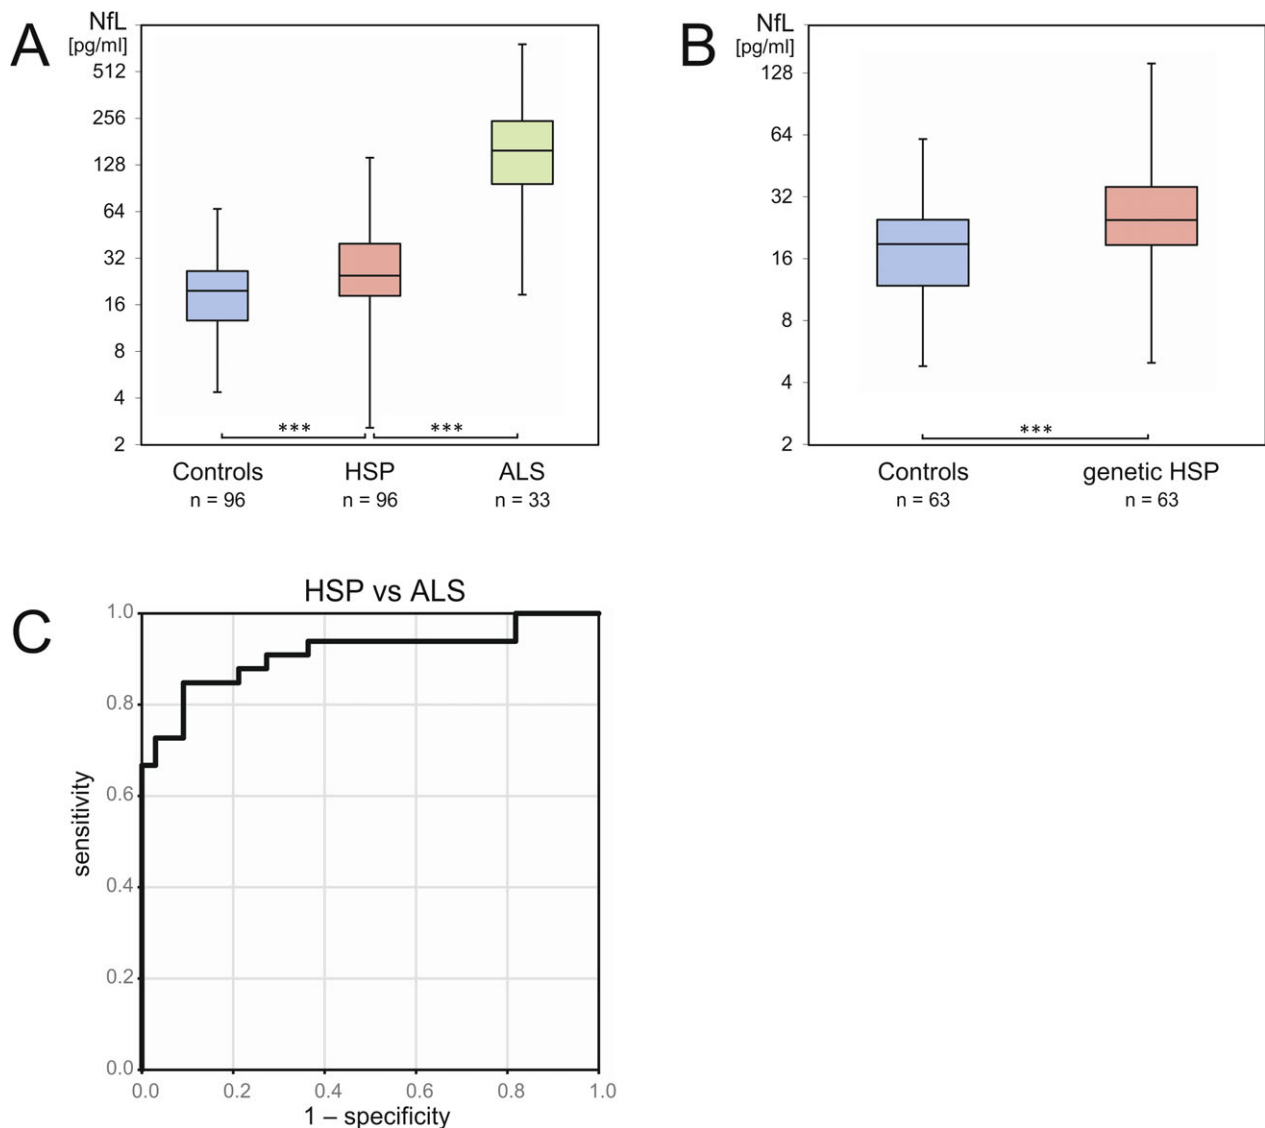 A
NfL
[pg/ml]
512
256
128
64
32
16
8
4
2
*** ***
Controls HSP ALS
n = 96 n = 96 n = 33
B
NfL
[pg/ml]
128
64
32
16
8
4
2
***
Controls genetic HSP
n = 63 n = 63
C
HSP vs ALS
1.0
0.8
0.6
0.4
0.2
0.0
sensitivity
0.0 0.2 0.4 0.6 0.8 1.0
1 – specificity